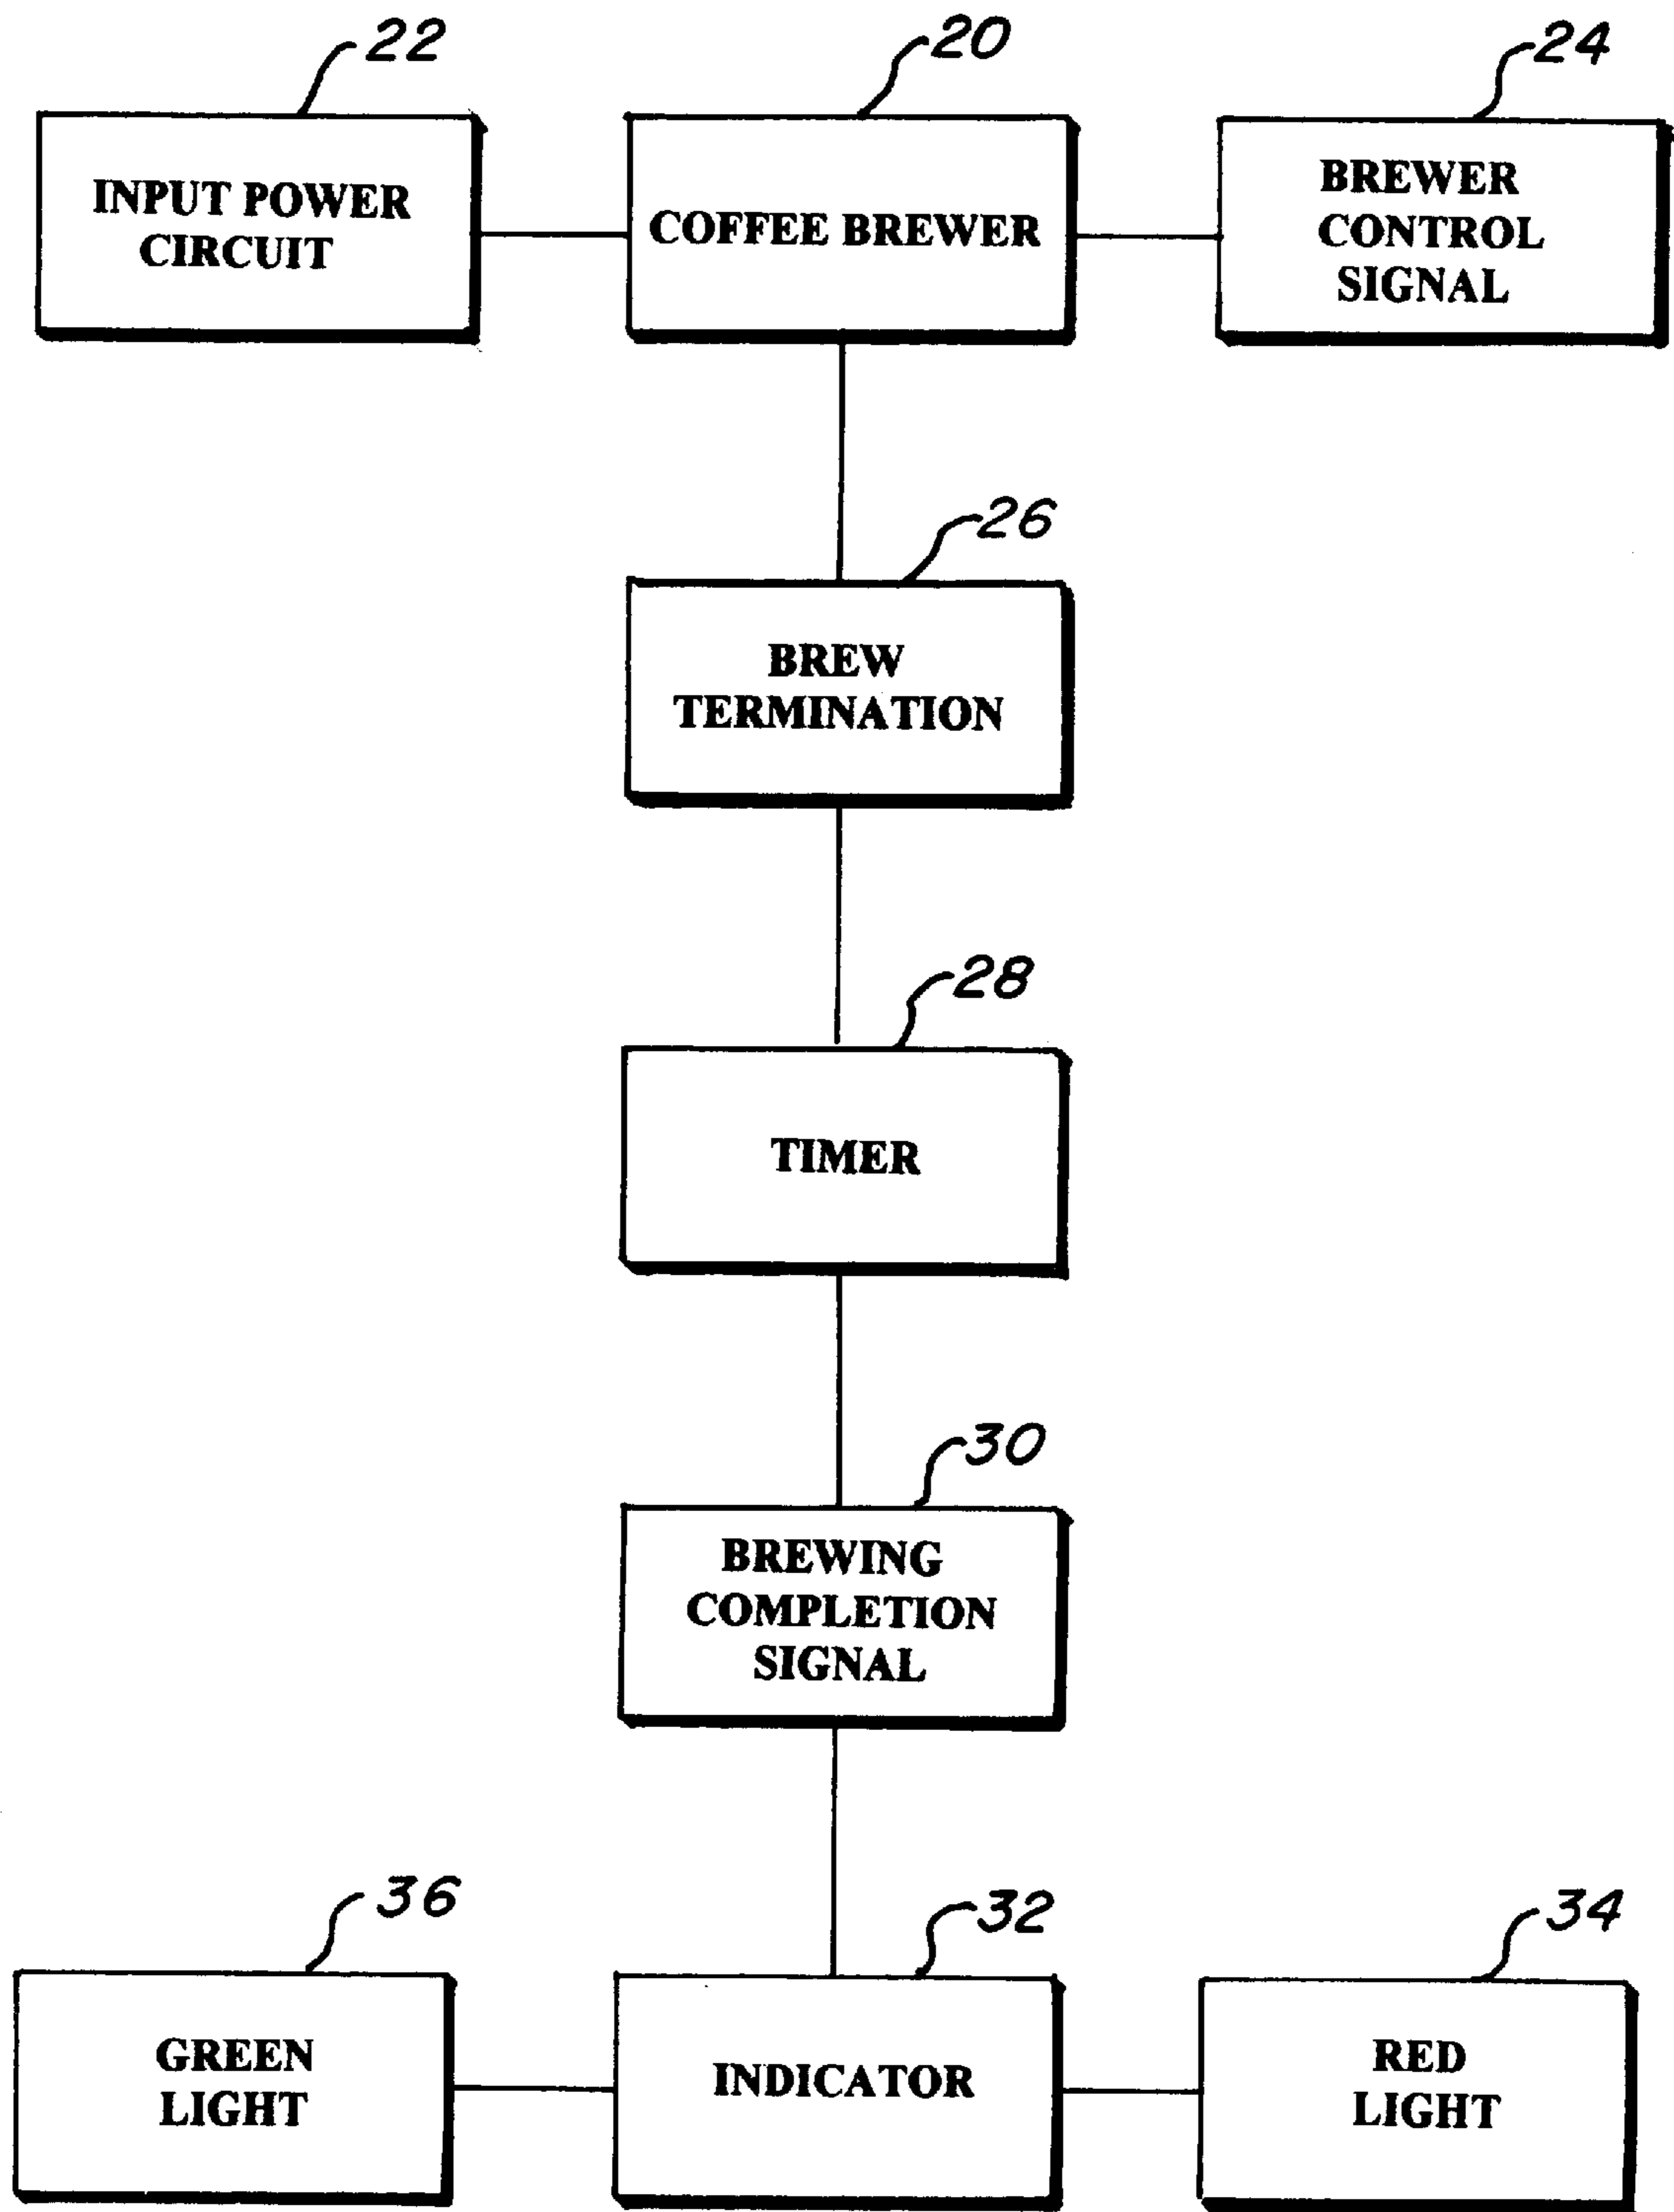 22
20
24
INPUT POWER
CIRCUIT
COFFEE BREWER
BREWER
CONTROL
SIGNAL
26
BREW
TERMINATION
28
TIMER
30
BREWING
COMPLETION
SIGNAL
36
32
34
GREEN
LIGHT
INDICATOR
RED
LIGHT